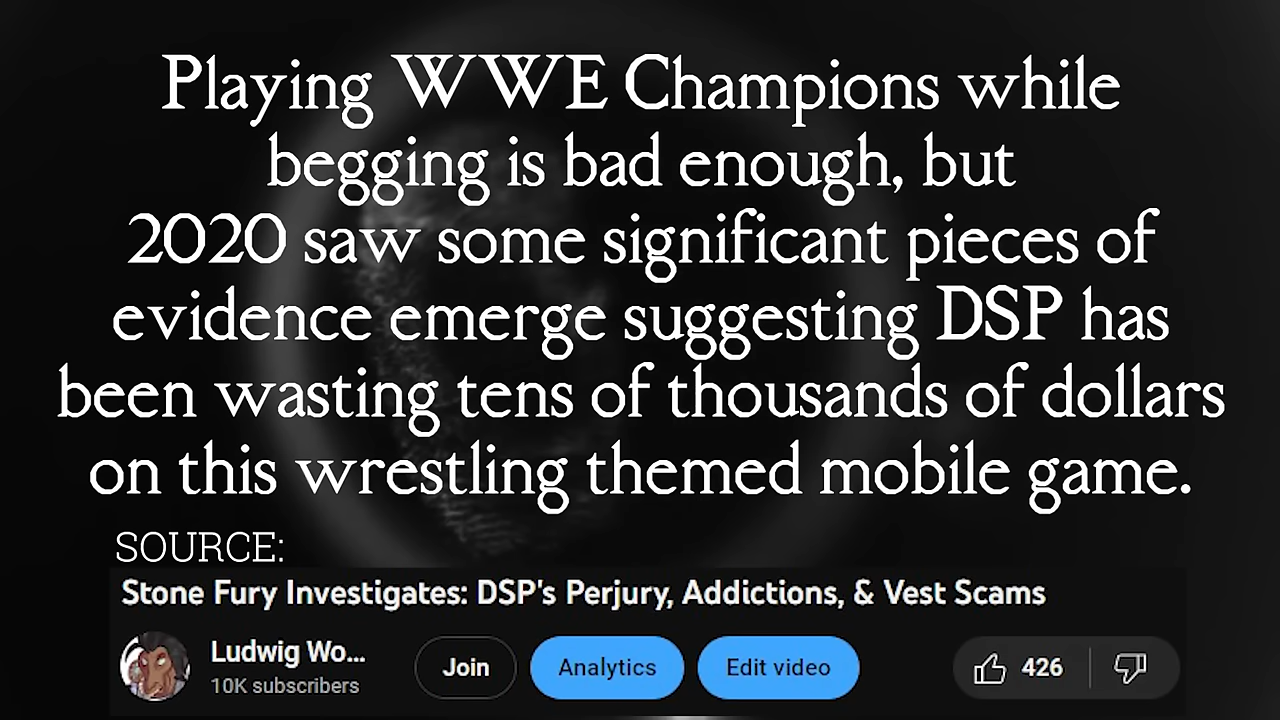 Playing WWE Champions while
begging is bad enough, but
2020 saw some significant pieces of
evidence emerge suggesting DSP has
been wasting tens of thousands of dollars
on this wrestling themed mobile game.
SOURCE:
Stone Fury Investigates: DSP's Perjury, Addictions, & Vest Scams
Ludwig Wo...
10K subscribers
Join
Analytics
Edit video
426